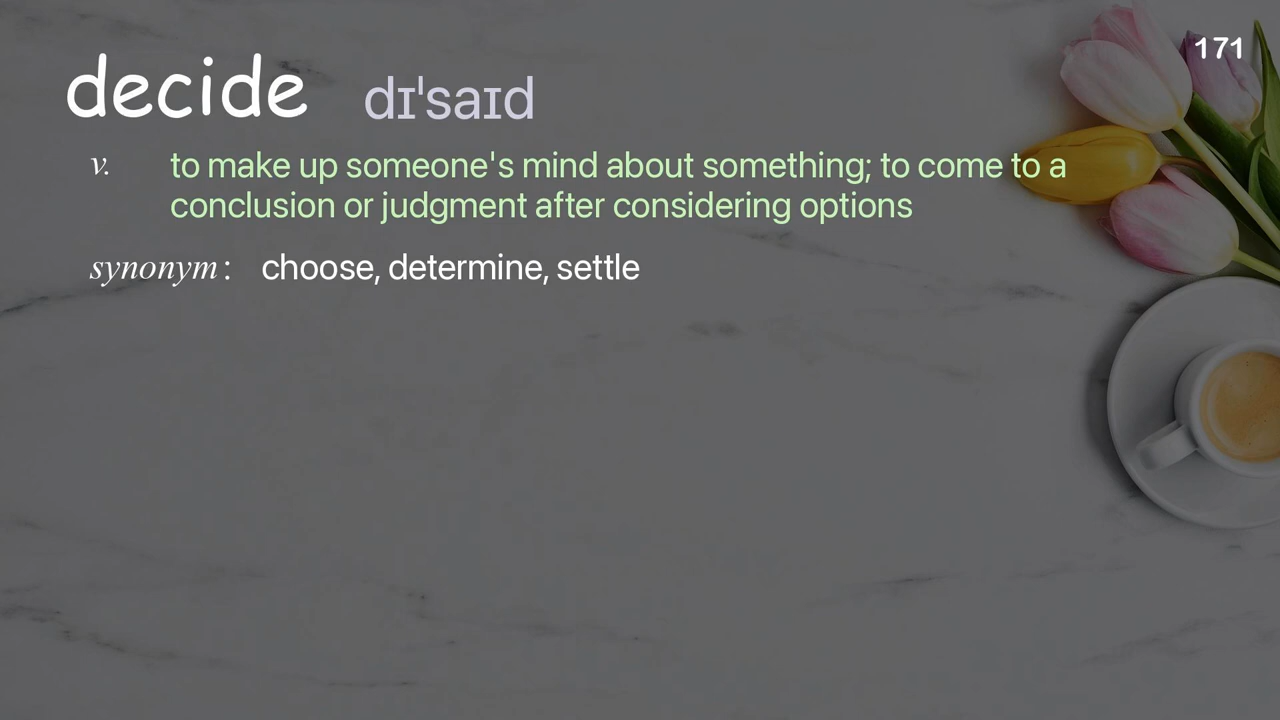 171
decide dɪˈsaɪd
v. to make up someone's mind about something; to come to a
conclusion or judgment after considering options
synonym: choose, determine, settle